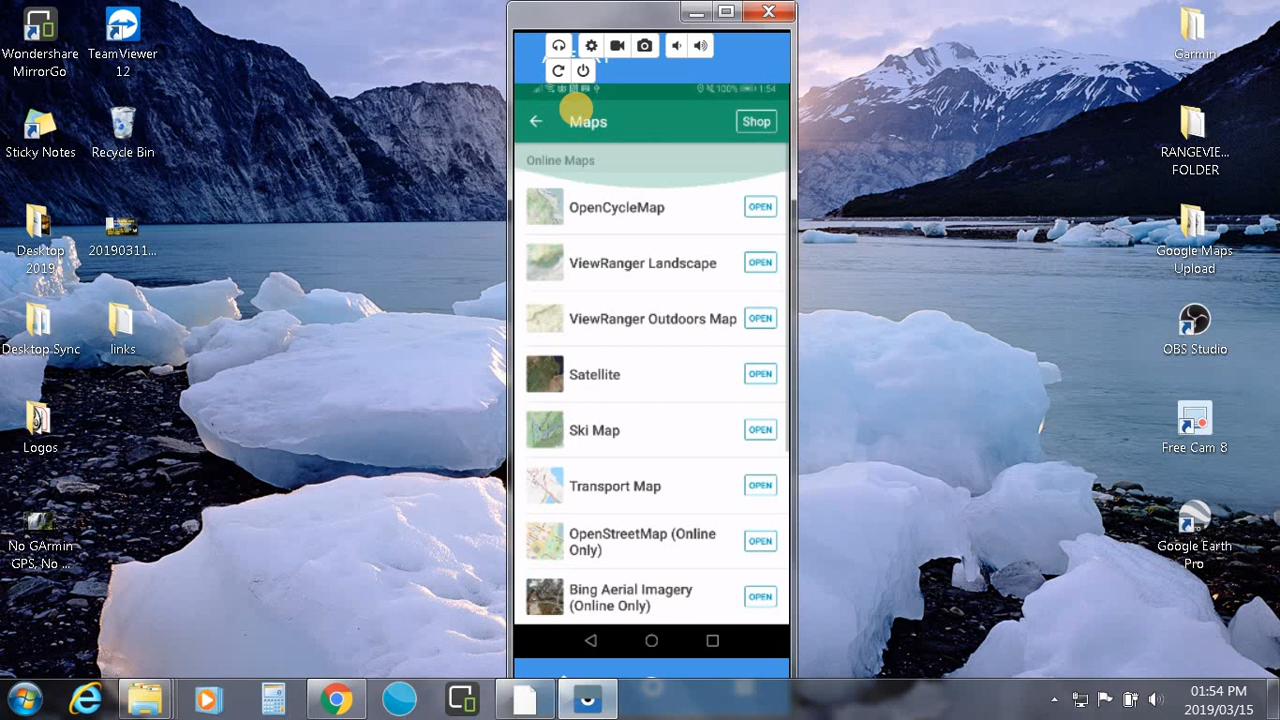 Wondershare
MirrorGo
TeamViewer
12
Sticky Notes
Recycle Bin
Desktop
2019
20190311...
Desktop Sync
links
Logos
No GArmin
GPS, No ...
100%
1:54
Maps
Shop
Online Maps
OpenCycleMap
OPEN
ViewRanger Landscape
OPEN
ViewRanger Outdoors Map
OPEN
Satellite
OPEN
Ski Map
OPEN
Transport Map
OPEN
OpenStreetMap (Online
Only)
OPEN
Bing Aerial Imagery
(Online Only)
OPEN
Garmin
RANGEVIE...
FOLDER
Google Maps
Upload
OBS Studio
Free Cam 8
Google Earth
Pro
01:54 PM
2019/03/15